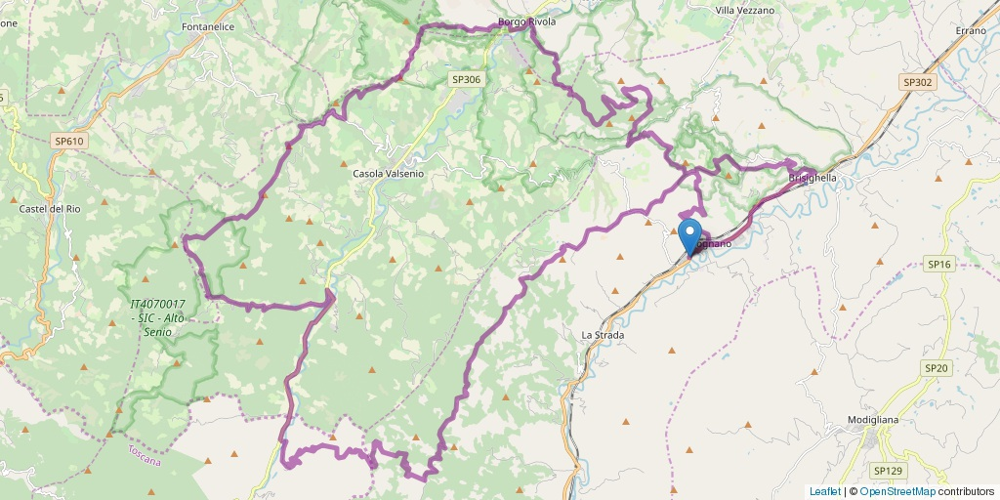 Villa Vezzano
Borgo Rivola
Fontanelice
Errano
SP306
SP302
SP610
Casola Valsenio
Brisighella
Castel del Rio
SP16
IT4070017
- SIC - Alto
Senio
La Strada
SP20
Modigliana
Toscana
SP129
Leaflet | © OpenStreetMap contributors